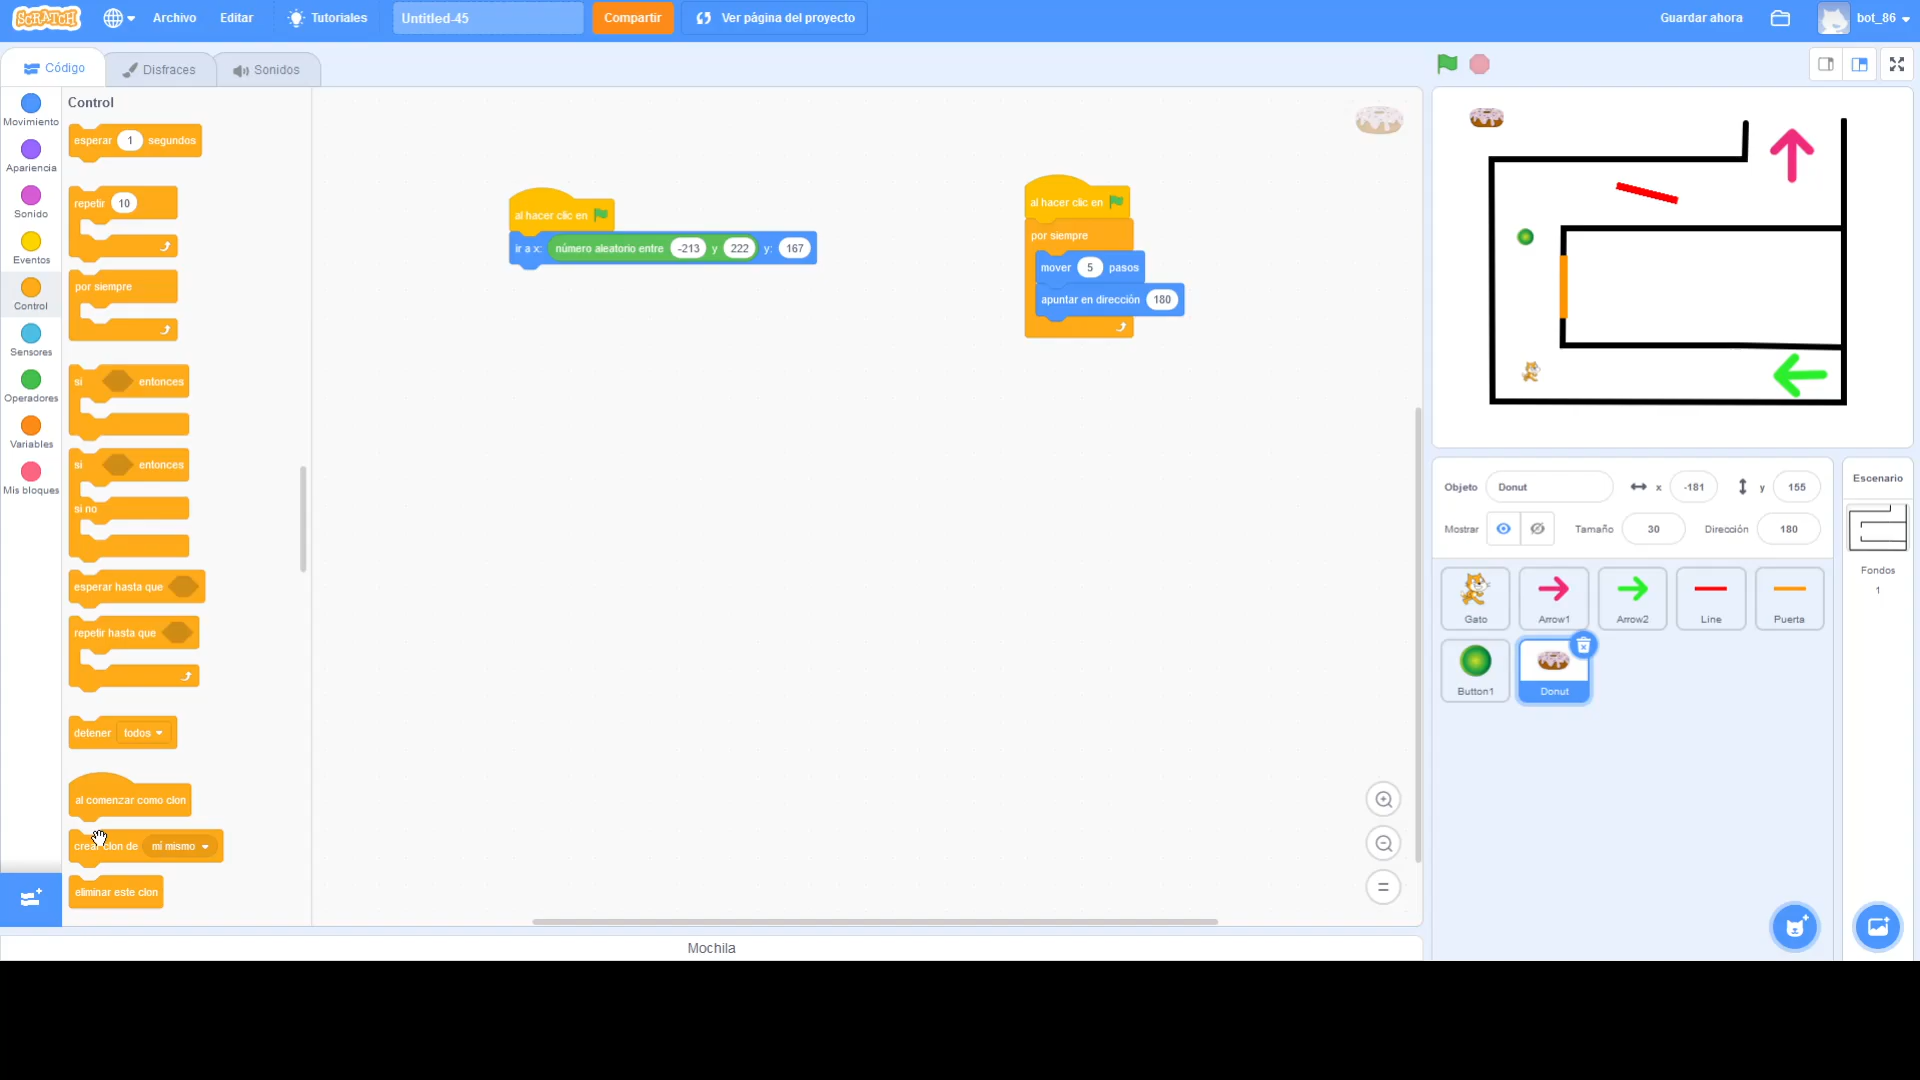 SCRATCH
Archivo
Editar
Tutoriales
Untitled-45
Compartir
Ver página del proyecto
Guardar ahora
bot_86
Código
Disfraces
Sonidos
Movimiento
Apariencia
Sonido
Eventos
Control
Sensores
Operadores
Variables
Mis bloques
Control
esperar 1 segundos
repetir 10
por siempre
si entonces
si entonces
si no
esperar hasta que
repetir hasta que
detener todos
al comenzar como clon
crear clon de mí mismo
eliminar este clon
al hacer clic en
ir a x: número aleatorio entre -213 y 222 y: 167
al hacer clic en
por siempre
mover 5 pasos
apuntar en dirección 180
Objeto Donut x -181 y 155
Mostrar Tamaño 30 Dirección 180
Gato
Arrow1
Arrow2
Line
Puerta
Button1
Donut
Escenario
Fondos
1
Mochila